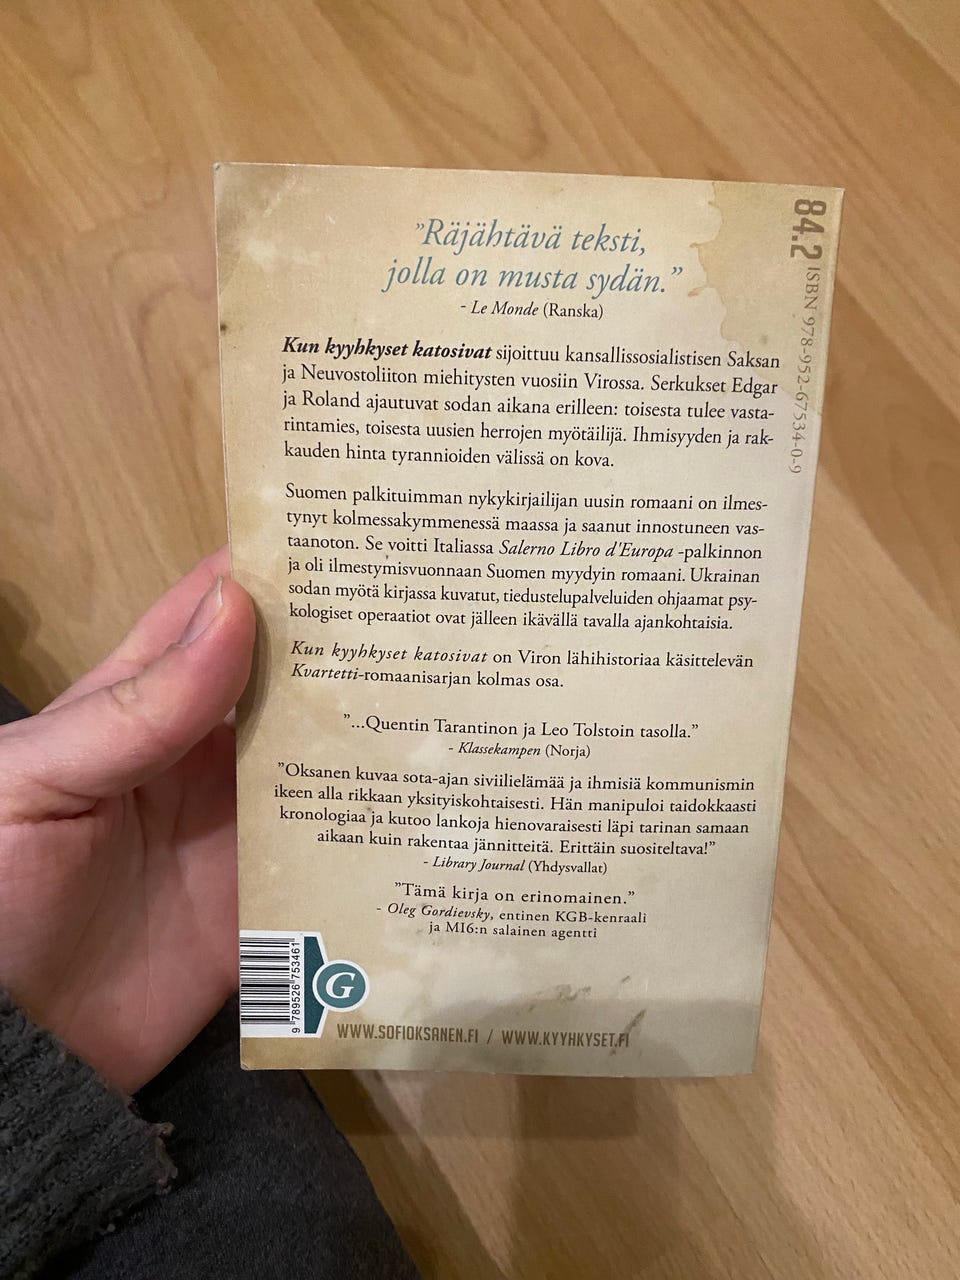 ”Räjähtävä teksti,
jolla on musta sydän.”
- Le Monde (Ranska)
Kun kyyhkyset katosivat sijoittuu kansallissosialistisen Saksan
ja Neuvostoliiton miehitysten vuosiin Virossa. Serkukset Edgar
ja Roland ajautuvat sodan aikana erilleen: toisesta tulee vasta-
rintamies, toisesta uusien herrojen myötäilijä. Ihmisyyden ja rak-
kauden hinta tyrannioiden välissä on kova.
Suomen palkituimman nykykirjailijan uusin romaani on ilmes-
tynyt kolmessakymmenessä maassa ja saanut innostuneen vas-
taanoton. Se voitti Italiassa Salerno Libro d'Europa -palkinnon
ja oli ilmestymisvuonnaan Suomen myydyin romaani. Ukrainan
sodan myötä kirjassa kuvatut, tiedustelupalveluiden ohjaamat psy-
kologiset operaatiot ovat jälleen ikävällä tavalla ajankohtaisia.
Kun kyyhkyset katosivat on Viron lähihistoriaa käsittelevän
Kvartetti-romaanisarjan kolmas osa.
”...Quentin Tarantinon ja Leo Tolstoin tasolla.”
- Klassekampen (Norja)
”Oksanen kuvaa sota-ajan siviilielämää ja ihmisiä kommunismin
ikeen alla rikkaan yksityiskohtaisesti. Hän manipuloi taidokkaasti
kronologiaa ja kutoo lankoja hienovaraisesti läpi tarinan samaan
aikaan kuin rakentaa jännitteitä. Erittäin suositeltava!”
- Library Journal (Yhdysvallat)
”Tämä kirja on erinomainen.”
- Oleg Gordievsky, entinen KGB-kenraali
ja MI6:n salainen agentti
G
9 789526 753461
WWW.SOFIOKSANEN.FI / WWW.KYYHKYSET.FI
84.2
ISBN 978-952-67534-0-9